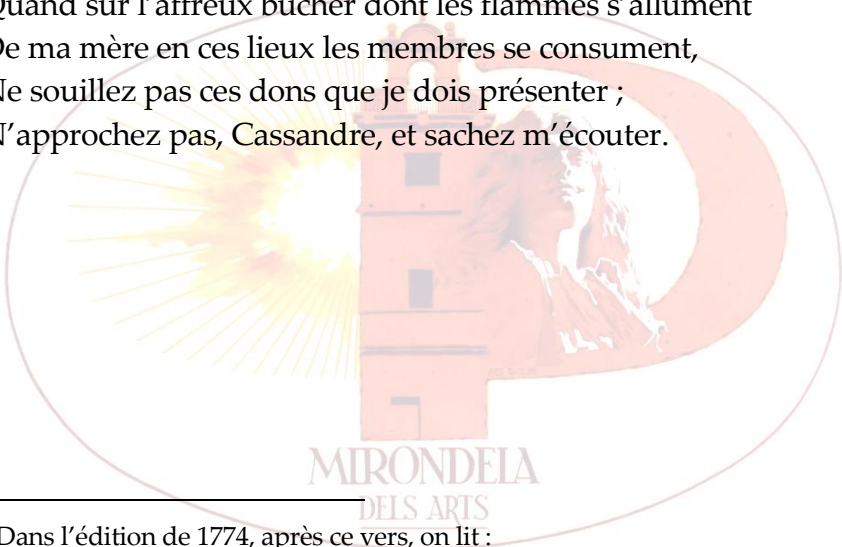 Quand sur l’affreux bûcher dont les flammes s’allument
De ma mère en ces lieux les membres se consument,
Ne souillez pas ces dons que je dois présenter ;
N’approchez pas, Cassandre, et sachez m’écouter.
MIRONDELA
DELS ARTS
Dans l’édition de 1774, après ce vers, on lit :